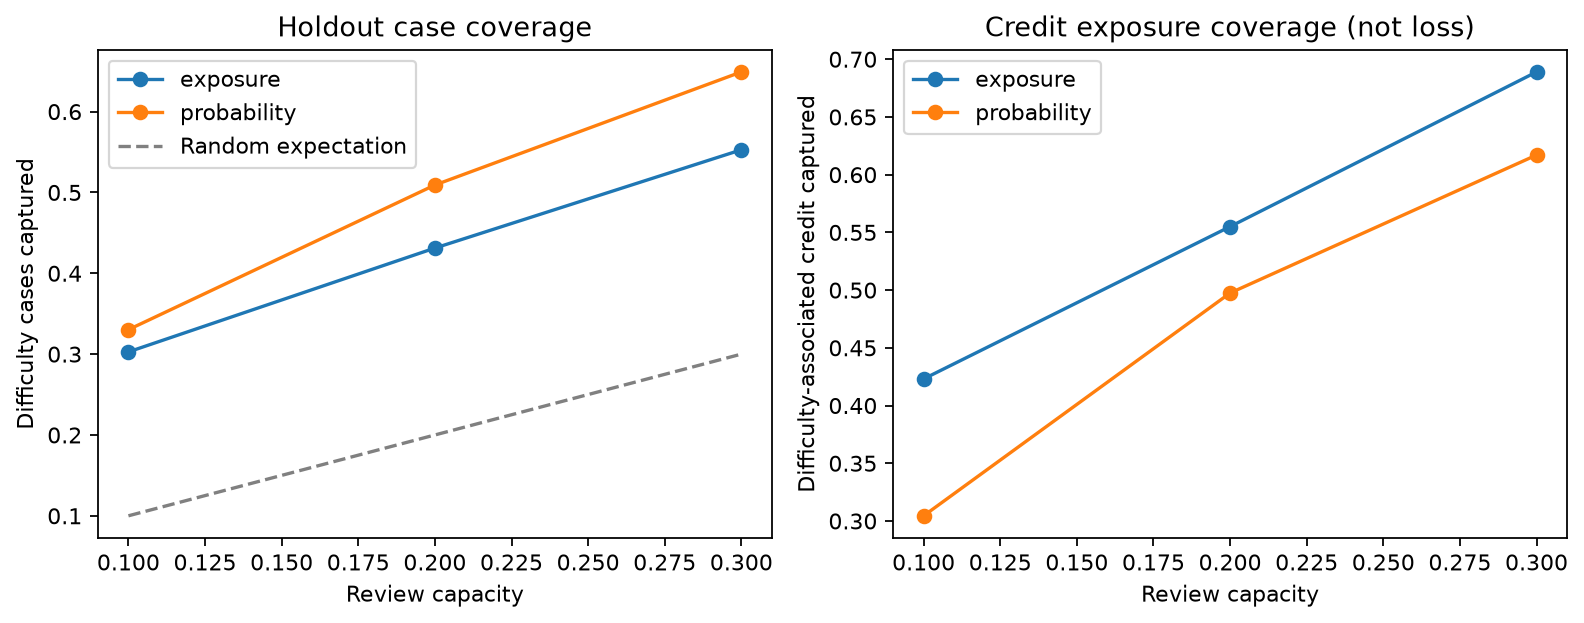 Holdout case coverage
exposure
probability
Random expectation
Difficulty cases captured
0.6
0.5
0.4
0.3
0.2
0.1
0.100 0.125 0.150 0.175 0.200 0.225 0.250 0.275 0.300
Review capacity
Credit exposure coverage (not loss)
exposure
probability
Difficulty-associated credit captured
0.70
0.65
0.60
0.55
0.50
0.45
0.40
0.35
0.30
0.100 0.125 0.150 0.175 0.200 0.225 0.250 0.275 0.300
Review capacity